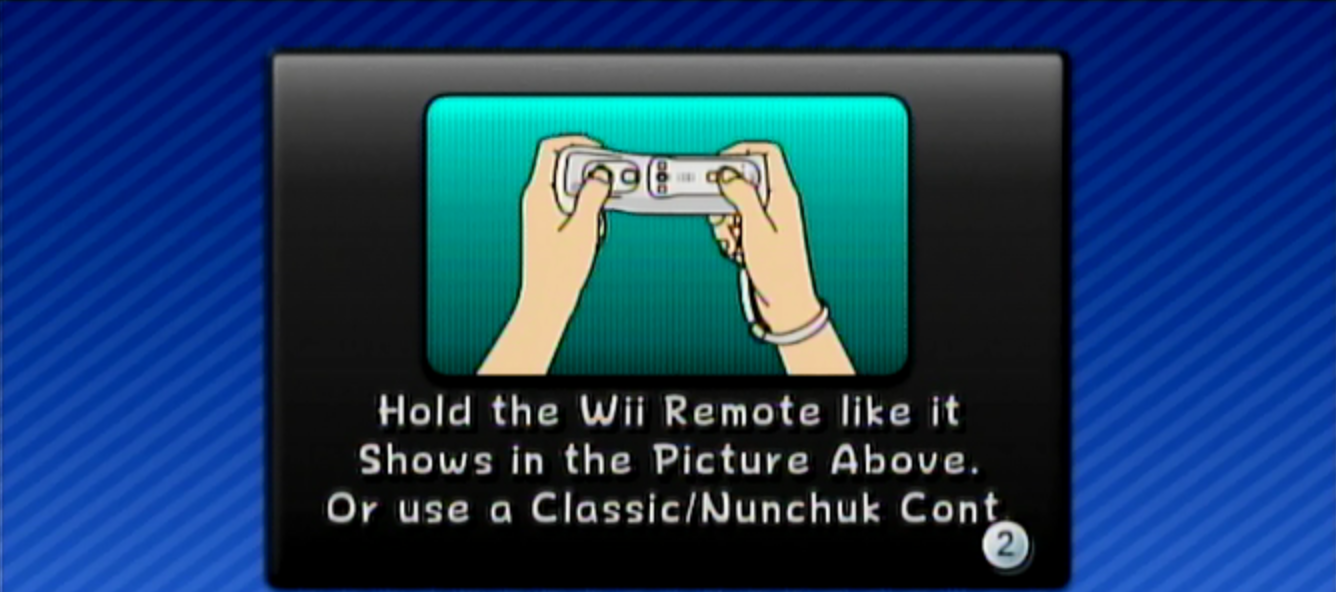 Hold the Wii Remote like it
Shows in the Picture Above.
Or use a Classic/Nunchuk Cont.
2